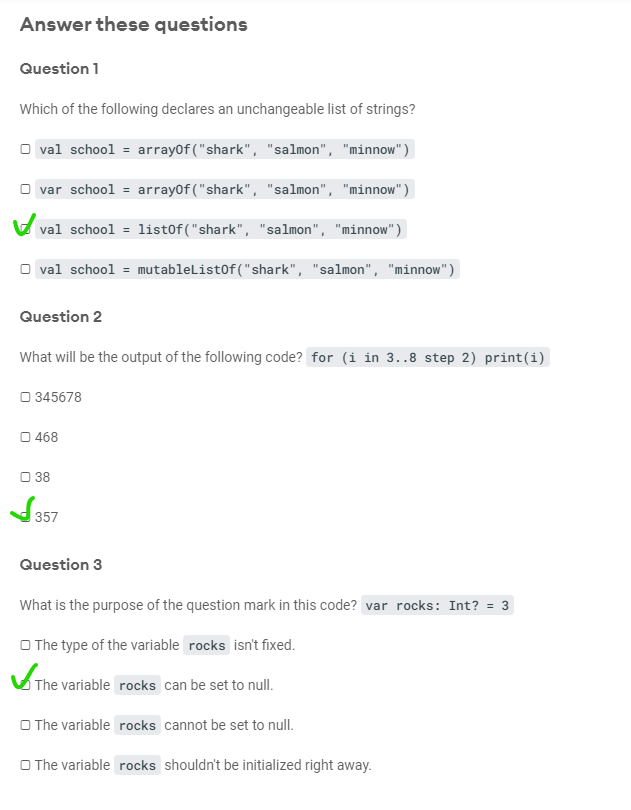 Answer these questions
Question 1
Which of the following declares an unchangeable list of strings?
val school = arrayOf("shark", "salmon", "minnow")
var school = arrayOf("shark", "salmon", "minnow")
val school = listOf("shark", "salmon", "minnow")
val school = mutableListOf("shark", "salmon", "minnow")
Question 2
What will be the output of the following code? for (i in 3..8 step 2) print(i)
345678
468
38
357
Question 3
What is the purpose of the question mark in this code? var rocks: Int? = 3
The type of the variable rocks isn't fixed.
The variable rocks can be set to null.
The variable rocks cannot be set to null.
The variable rocks shouldn't be initialized right away.